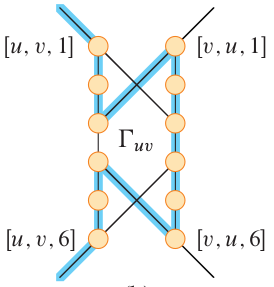 [u, v, 1] [v, u, 1]
Γuv
[u, v, 6] [v, u, 6]